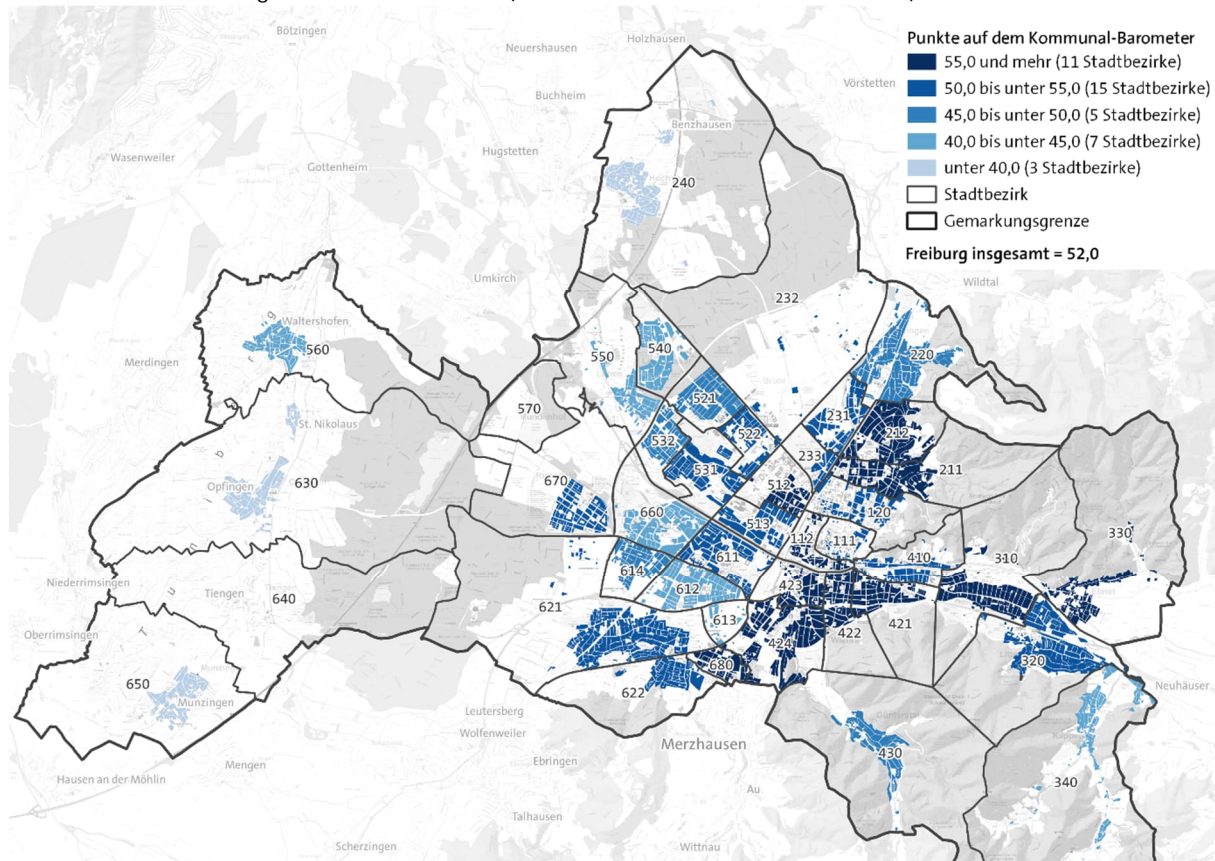 Holzhausen
Bötzingen
Neuershausen
Vörstetten
Buchheim
Benzhausen
Hugstetten
Wasenweiler
Gottenheim
240
Punkte auf dem Kommunal-Barometer
55,0 und mehr (11 Stadtbezirke)
50,0 bis unter 55,0 (15 Stadtbezirke)
45,0 bis unter 50,0 (5 Stadtbezirke)
40,0 bis unter 45,0 (7 Stadtbezirke)
unter 40,0 (3 Stadtbezirke)
Stadtbezirk
Gemarkungsgrenze
Freiburg insgesamt = 52,0
Umkirch
Wildtal
232
Waltershofen
560
Merdingen
550
540
220
570
521
231
522
212
532
233
531
211
St. Nikolaus
Opfingen
630
670
512
660
513
120
112
111
330
410
310
611
614
Niederrimsingen
Tiengen
Tiengen
640
423
612
621
613
Oberrimsingen
422
421
424
680
320
650
Munzingen
622
Neuhäuser
Leutersberg
Wolfenweiler
Merzhausen
430
Mengen
Ebringen
Hausen an der Möhlin
340
Au
Talhausen
Scherzingen
Wittnau